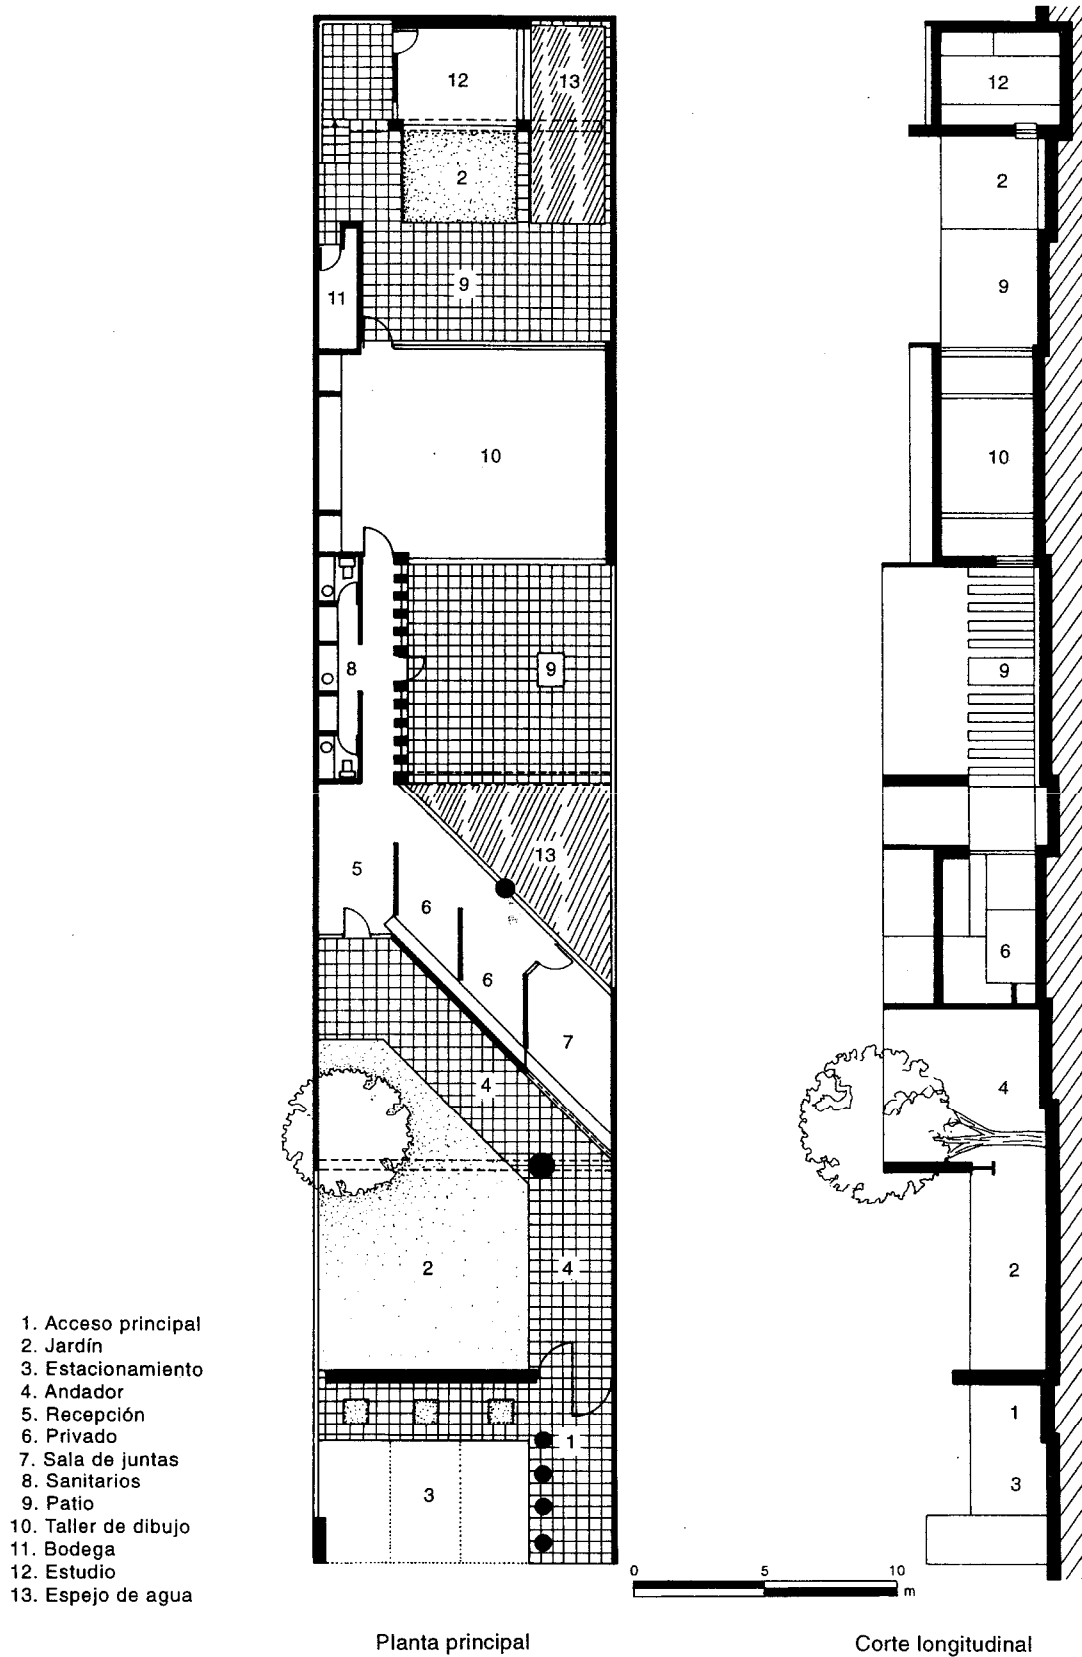 12
13
2
9
11
10
8
9
13
5
6
6
7
4
2
4
1
3
12
2
9
10
9
6
4
2
1
3
1. Acceso principal
2. Jardín
3. Estacionamiento
4. Andador
5. Recepción
6. Privado
7. Sala de juntas
8. Sanitarios
9. Patio
10. Taller de dibujo
11. Bodega
12. Estudio
13. Espejo de agua
0 5 10
m
Planta principal
Corte longitudinal